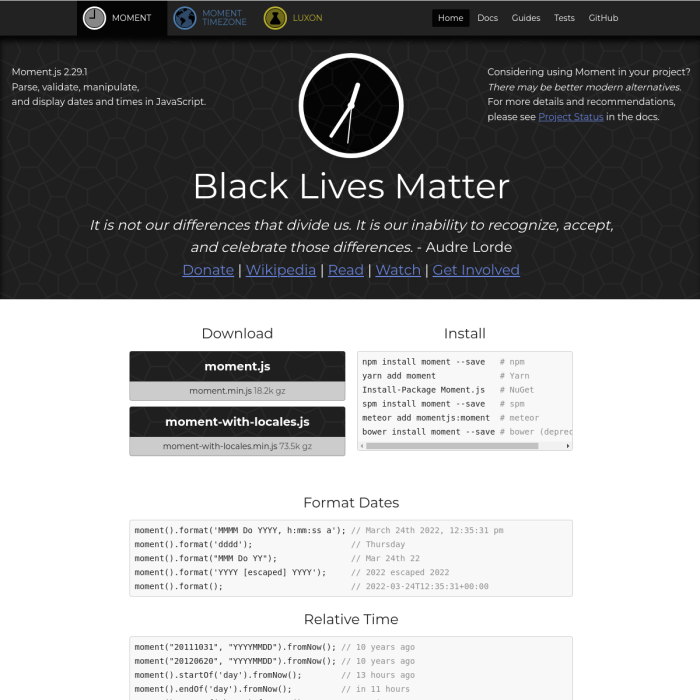 MOMENT
MOMENT
TIMEZONE
LUXON
Home
Docs
Guides
Tests
GitHub
Moment.js 2.29.1
Parse, validate, manipulate,
and display dates and times in JavaScript.
Considering using Moment in your project?
There may be better modern alternatives.
For more details and recommendations,
please see Project Status in the docs.
Black Lives Matter
It is not our differences that divide us. It is our inability to recognize, accept,
and celebrate those differences. - Audre Lorde
Donate | Wikipedia | Read | Watch | Get Involved
Download
moment.js
moment.min.js 18.2k gz
moment-with-locales.js
moment-with-locales.min.js 73.5k gz
Install
npm install moment --save   # npm
yarn add moment             # Yarn
Install-Package Moment.js   # NuGet
spm install moment --save   # spm
meteor add momentjs:moment  # meteor
bower install moment --save # bower (deprec
Format Dates
moment().format('MMMM Do YYYY, h:mm:ss a'); // March 24th 2022, 12:35:31 pm
moment().format('dddd');                    // Thursday
moment().format("MMM Do YY");               // Mar 24th 22
moment().format('YYYY [escaped] YYYY');     // 2022 escaped 2022
moment().format();                          // 2022-03-24T12:35:31+00:00
Relative Time
moment("20111031", "YYYYMMDD").fromNow(); // 10 years ago
moment("20120620", "YYYYMMDD").fromNow(); // 10 years ago
moment().startOf('day').fromNow();        // 13 hours ago
moment().endOf('day').fromNow();          // in 11 hours